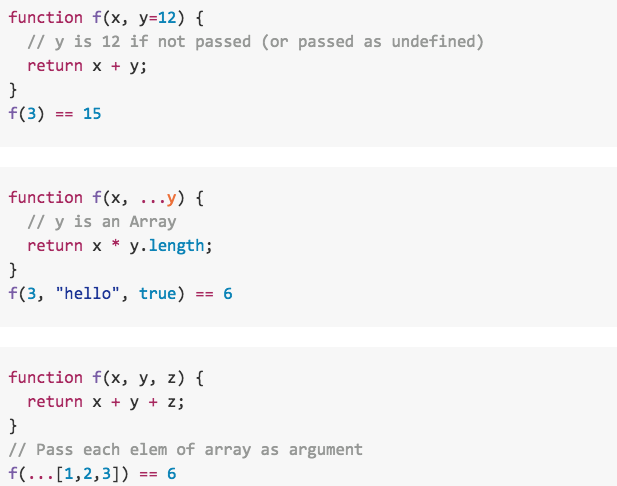 function f(x, y=12) {
  // y is 12 if not passed (or passed as undefined)
  return x + y;
}
f(3) == 15
function f(x, ...y) {
  // y is an Array
  return x * y.length;
}
f(3, "hello", true) == 6
function f(x, y, z) {
  return x + y + z;
}
// Pass each elem of array as argument
f(...[1,2,3]) == 6